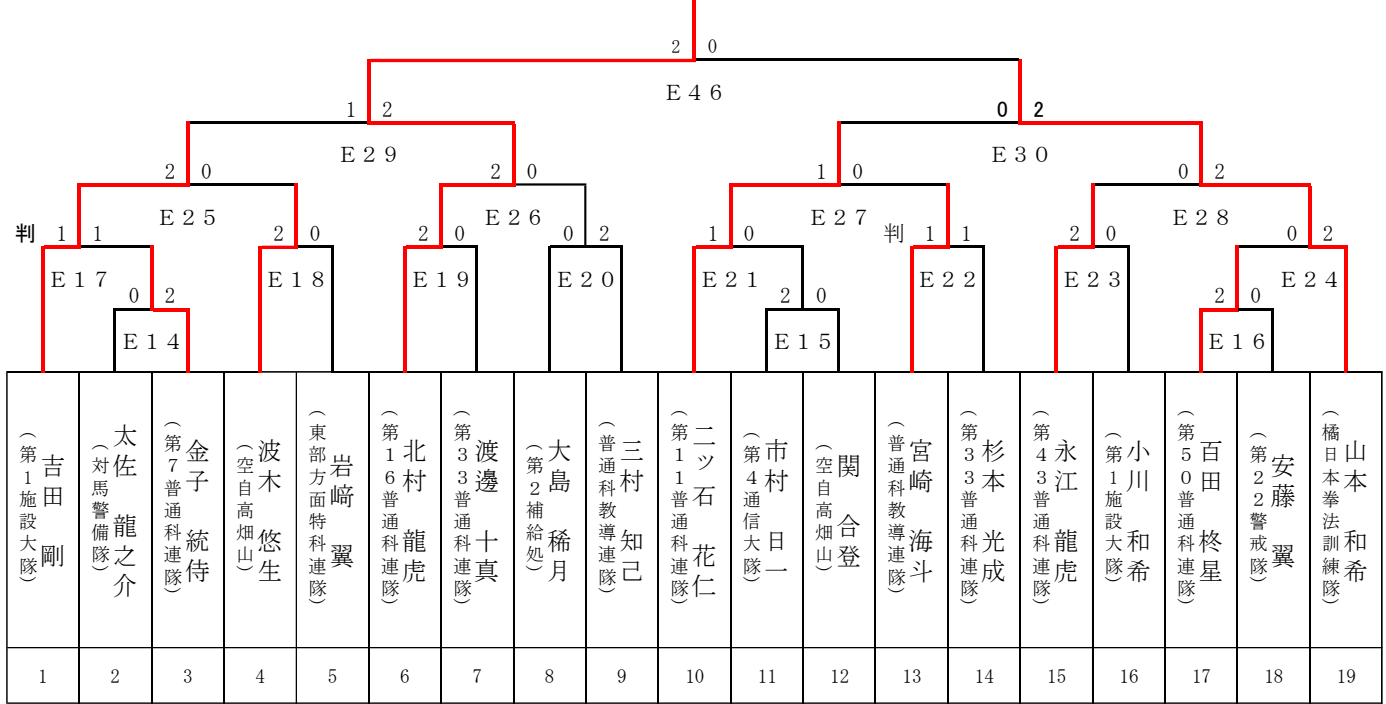 ２ ０
Ｅ４６
１ ２
０ ２
Ｅ２９
Ｅ３０
２ ０
２ ０
１ ０
０ ２
Ｅ２５
Ｅ２６
Ｅ２７
Ｅ２８
判 １ １
２ ０
２ ０
０ ２
１ ０
判 １ １
２ ０
０ ２
Ｅ１７
Ｅ１８
Ｅ１９
Ｅ２０
Ｅ２１
Ｅ２２
Ｅ２３
Ｅ２４
０ ２
２ ０
２ ０
Ｅ１４
Ｅ１５
Ｅ１６
吉田 剛
（第１施設大隊）
太佐 龍之介
（対馬警備隊）
金子 統侍
（第７普通科連隊）
波木 悠生
（空自高畑山）
岩﨑 翼
（東部方面特科連隊）
北村 龍虎
（第１６普通科連隊）
渡邊 十真
（第３３普通科連隊）
大島 稀月
（第２補給処）
三村 知己
（普通科教導連隊）
二ッ石 花仁
（第１１普通科連隊）
市村 日一
（第４通信大隊）
関 合登
（空自高畑山）
宮崎 海斗
（普通科教導連隊）
杉本 光成
（第３３普通科連隊）
永江 龍虎
（第４３普通科連隊）
小川 和希
（第１施設大隊）
百田 柊星
（第５０普通科連隊）
安藤 翼
（第２２警戒隊）
山本 和希
（橘日本拳法訓練隊）
1 2 3 4 5 6 7 8 9 10 11 12 13 14 15 16 17 18 19